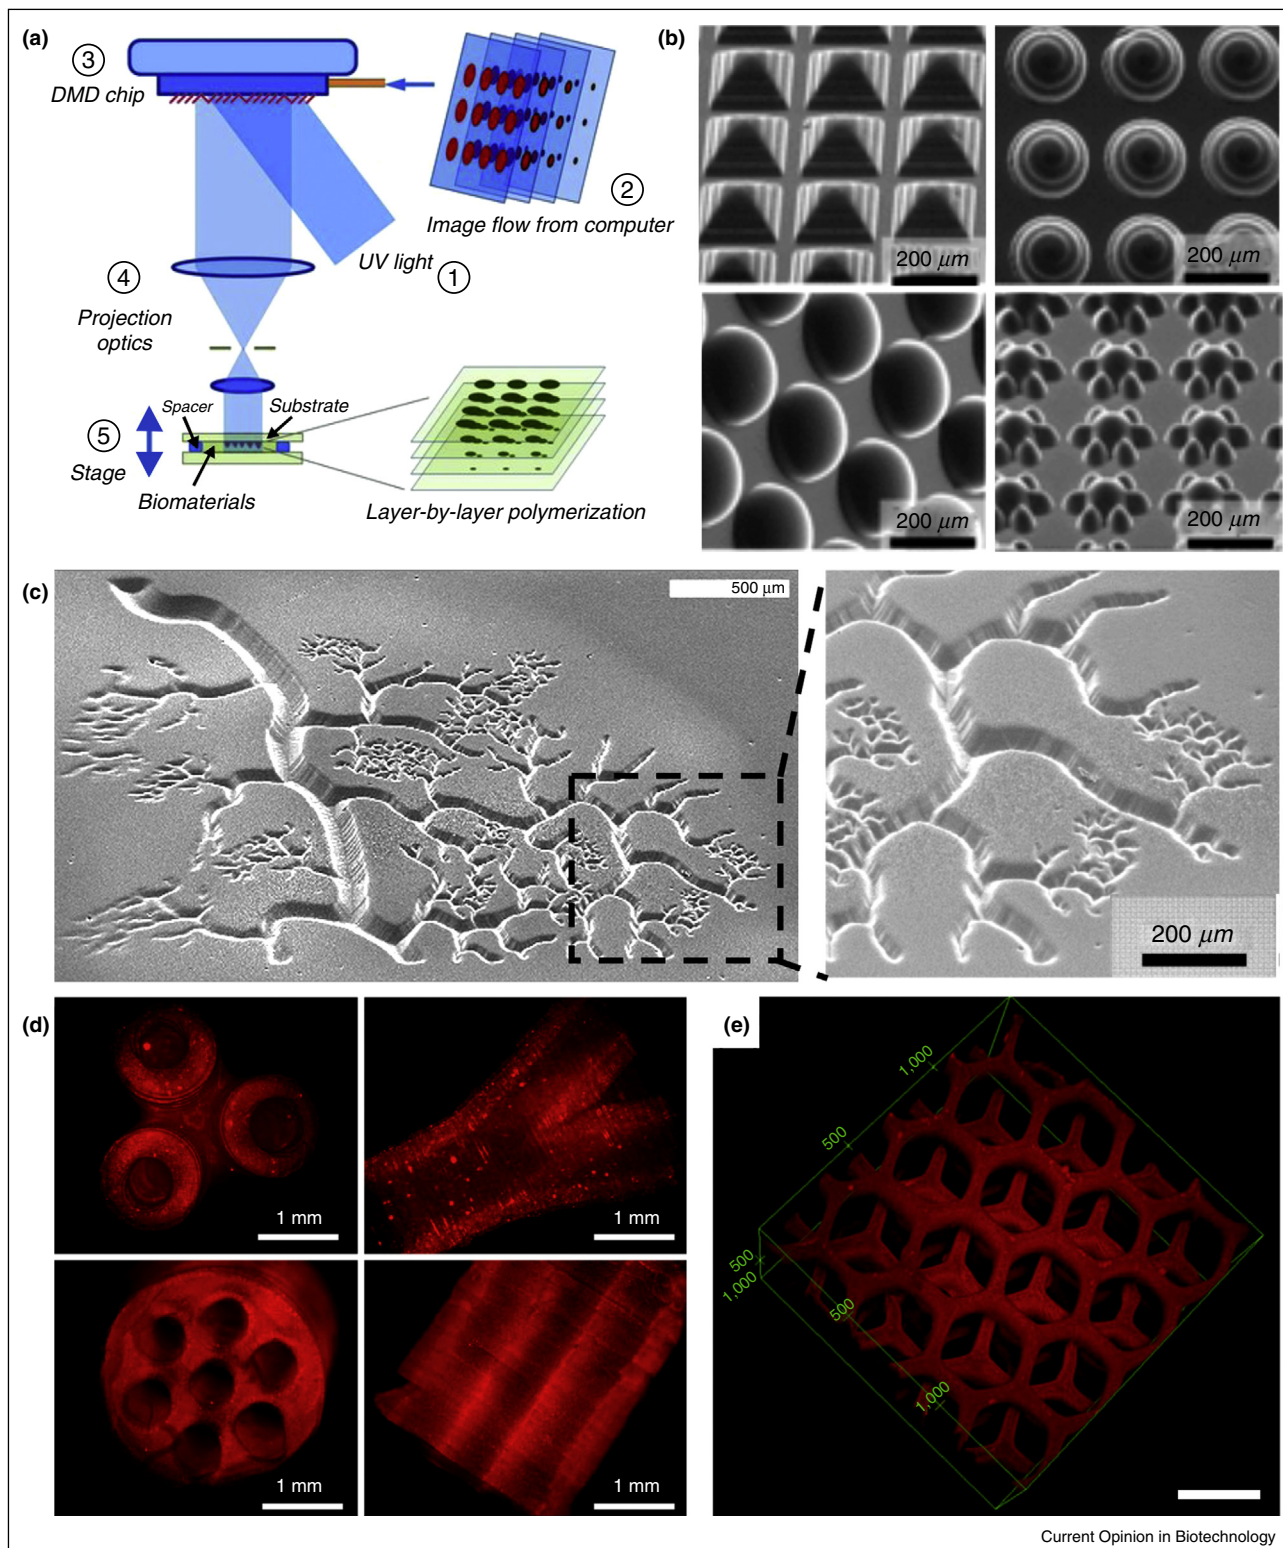 (a)
3
DMD chip
2
Image flow from computer
UV light
1
4
Projection
optics
Spacer
Substrate
5
Stage
Biomaterials
Layer-by-layer polymerization
(b)
200 μm
200 μm
200 μm
200 μm
(c)
500 μm
200 μm
(d)
1 mm
1 mm
1 mm
1 mm
(e)
1,000
500
500
1,000
500
1,000
Current Opinion in Biotechnology